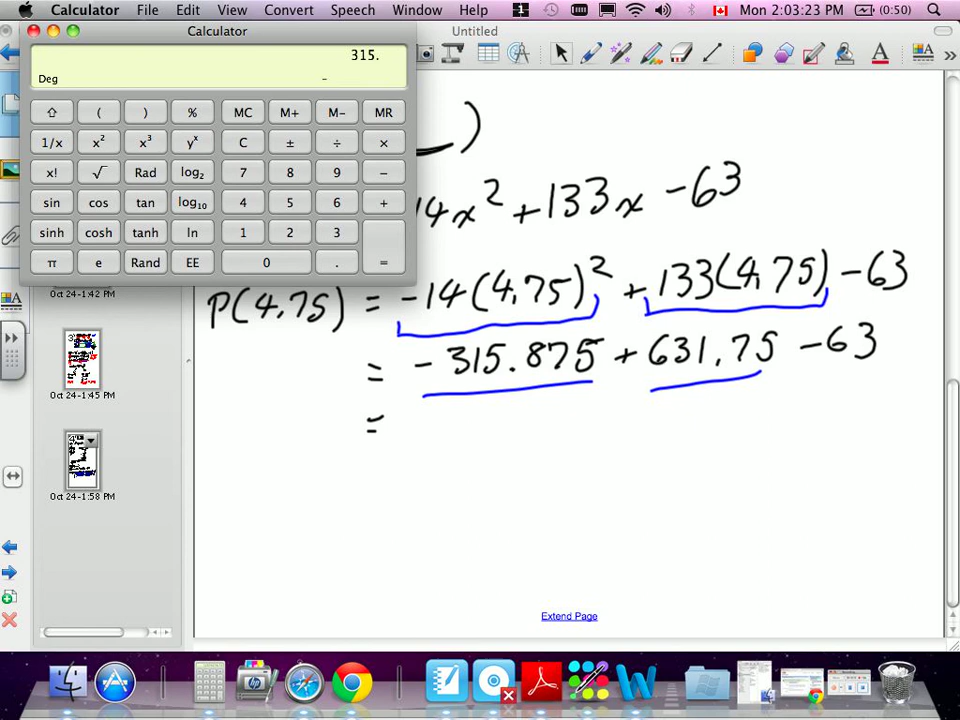 Calculator File Edit View Convert Speech Window Help 1 Mon 2:03:23 PM (0:50)
Calculator
Untitled
315.
Deg -
( ) % MC M+ M- MR
1/x x² x³ yˣ C ± ÷ ×
x! √ Rad log₂ 7 8 9 −
sin cos tan log₁₀ 4 5 6 +
sinh cosh tanh ln 1 2 3
π e Rand EE 0 . =
)
14x² +133x -63
P(4.75) = -14(4.75)² + 133(4.75) -63
= -315.875 + 631.75 -63
=
Oct 24-1:42 PM
Oct 24-1:45 PM
Oct 24-1:58 PM
Extend Page